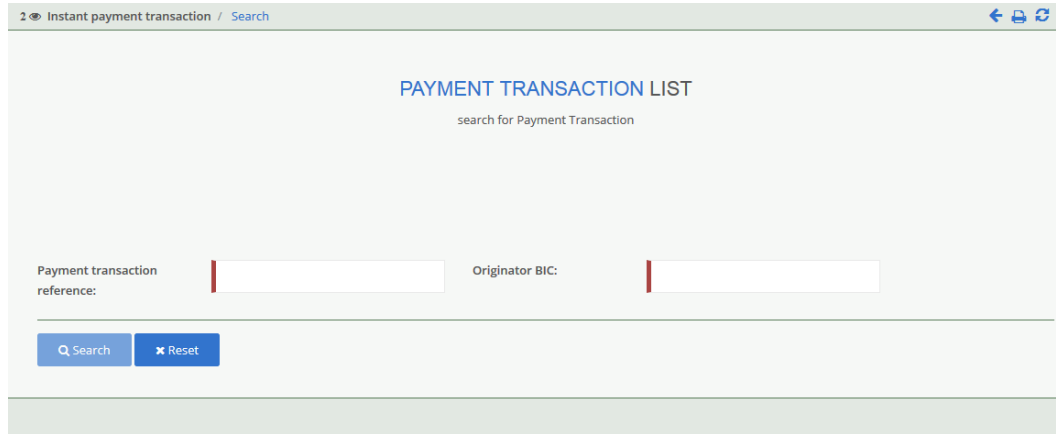 2 Instant payment transaction / Search
PAYMENT TRANSACTION LIST
search for Payment Transaction
Payment transaction
reference:
Originator BIC:
Search
Reset